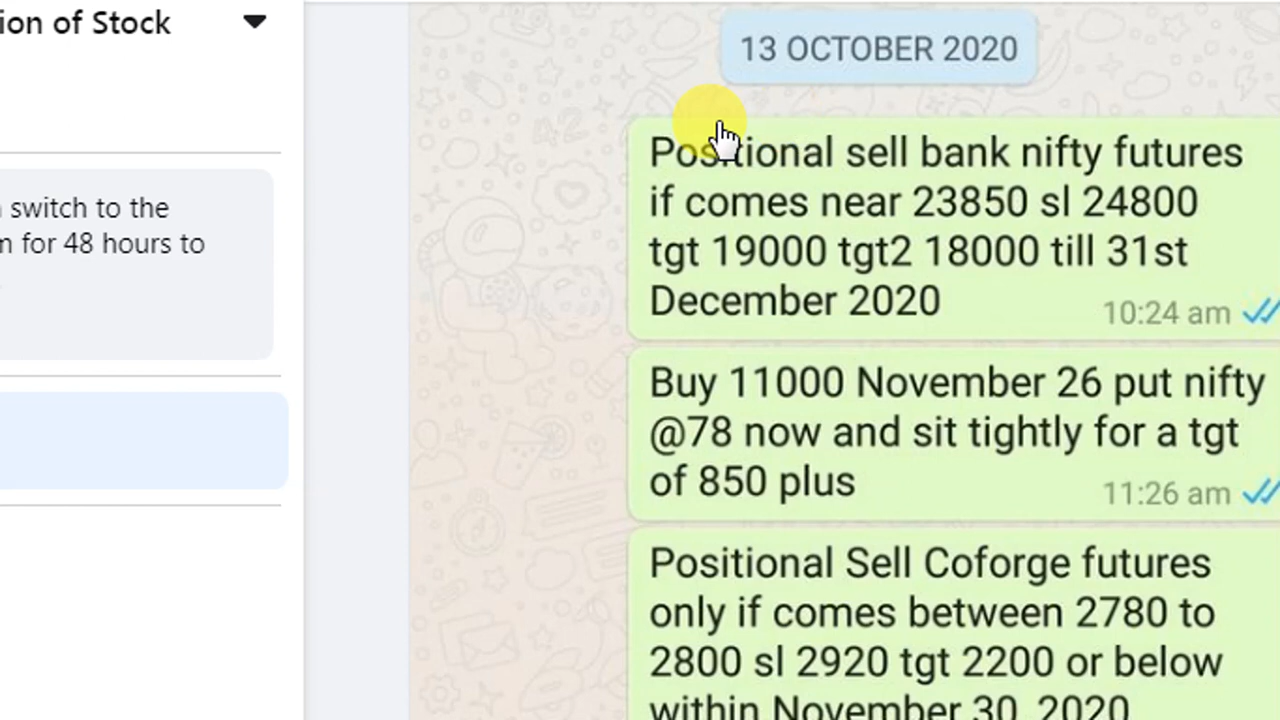 ion of Stock
switch to the
for 48 hours to
13 OCTOBER 2020
Positional sell bank nifty futures
if comes near 23850 sl 24800
tgt 19000 tgt2 18000 till 31st
December 2020
10:24 am
Buy 11000 November 26 put nifty
@78 now and sit tightly for a tgt
of 850 plus
11:26 am
Positional Sell Coforge futures
only if comes between 2780 to
2800 sl 2920 tgt 2200 or below
within November 30, 2020